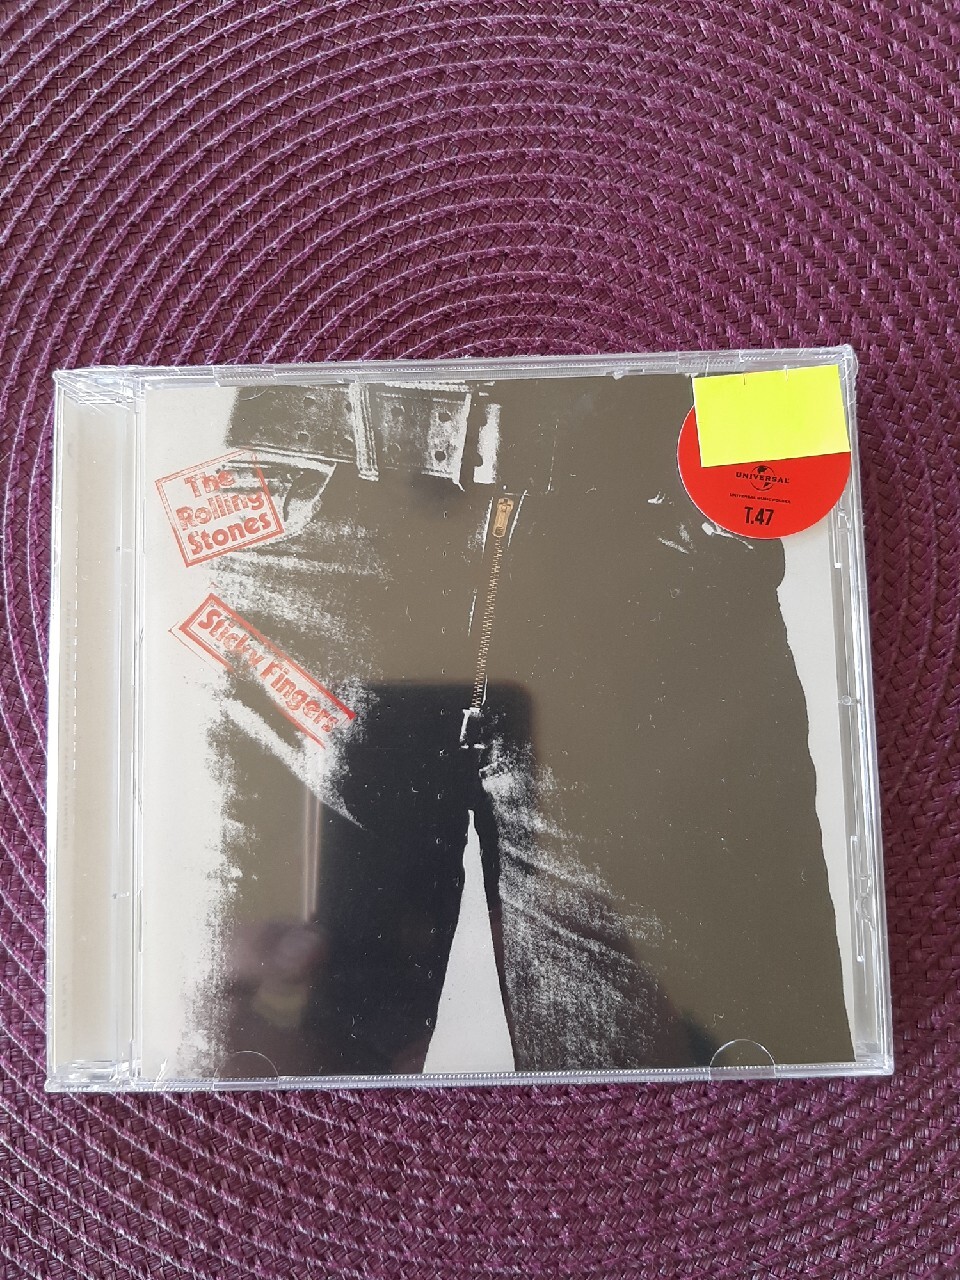 The
Rolling
Stones
Sticky Fingers
UNIVERSAL
T.47